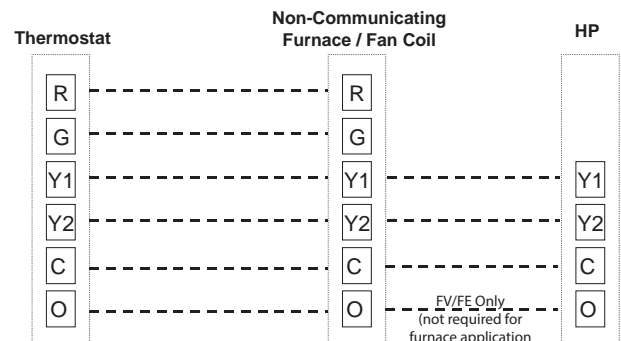 Thermostat
Non-Communicating
Furnace / Fan Coil
HP
R R
G G
Y1 Y1 Y1
Y2 Y2 Y2
C C C
O O O
FV/FE Only
(not required for
furnace application